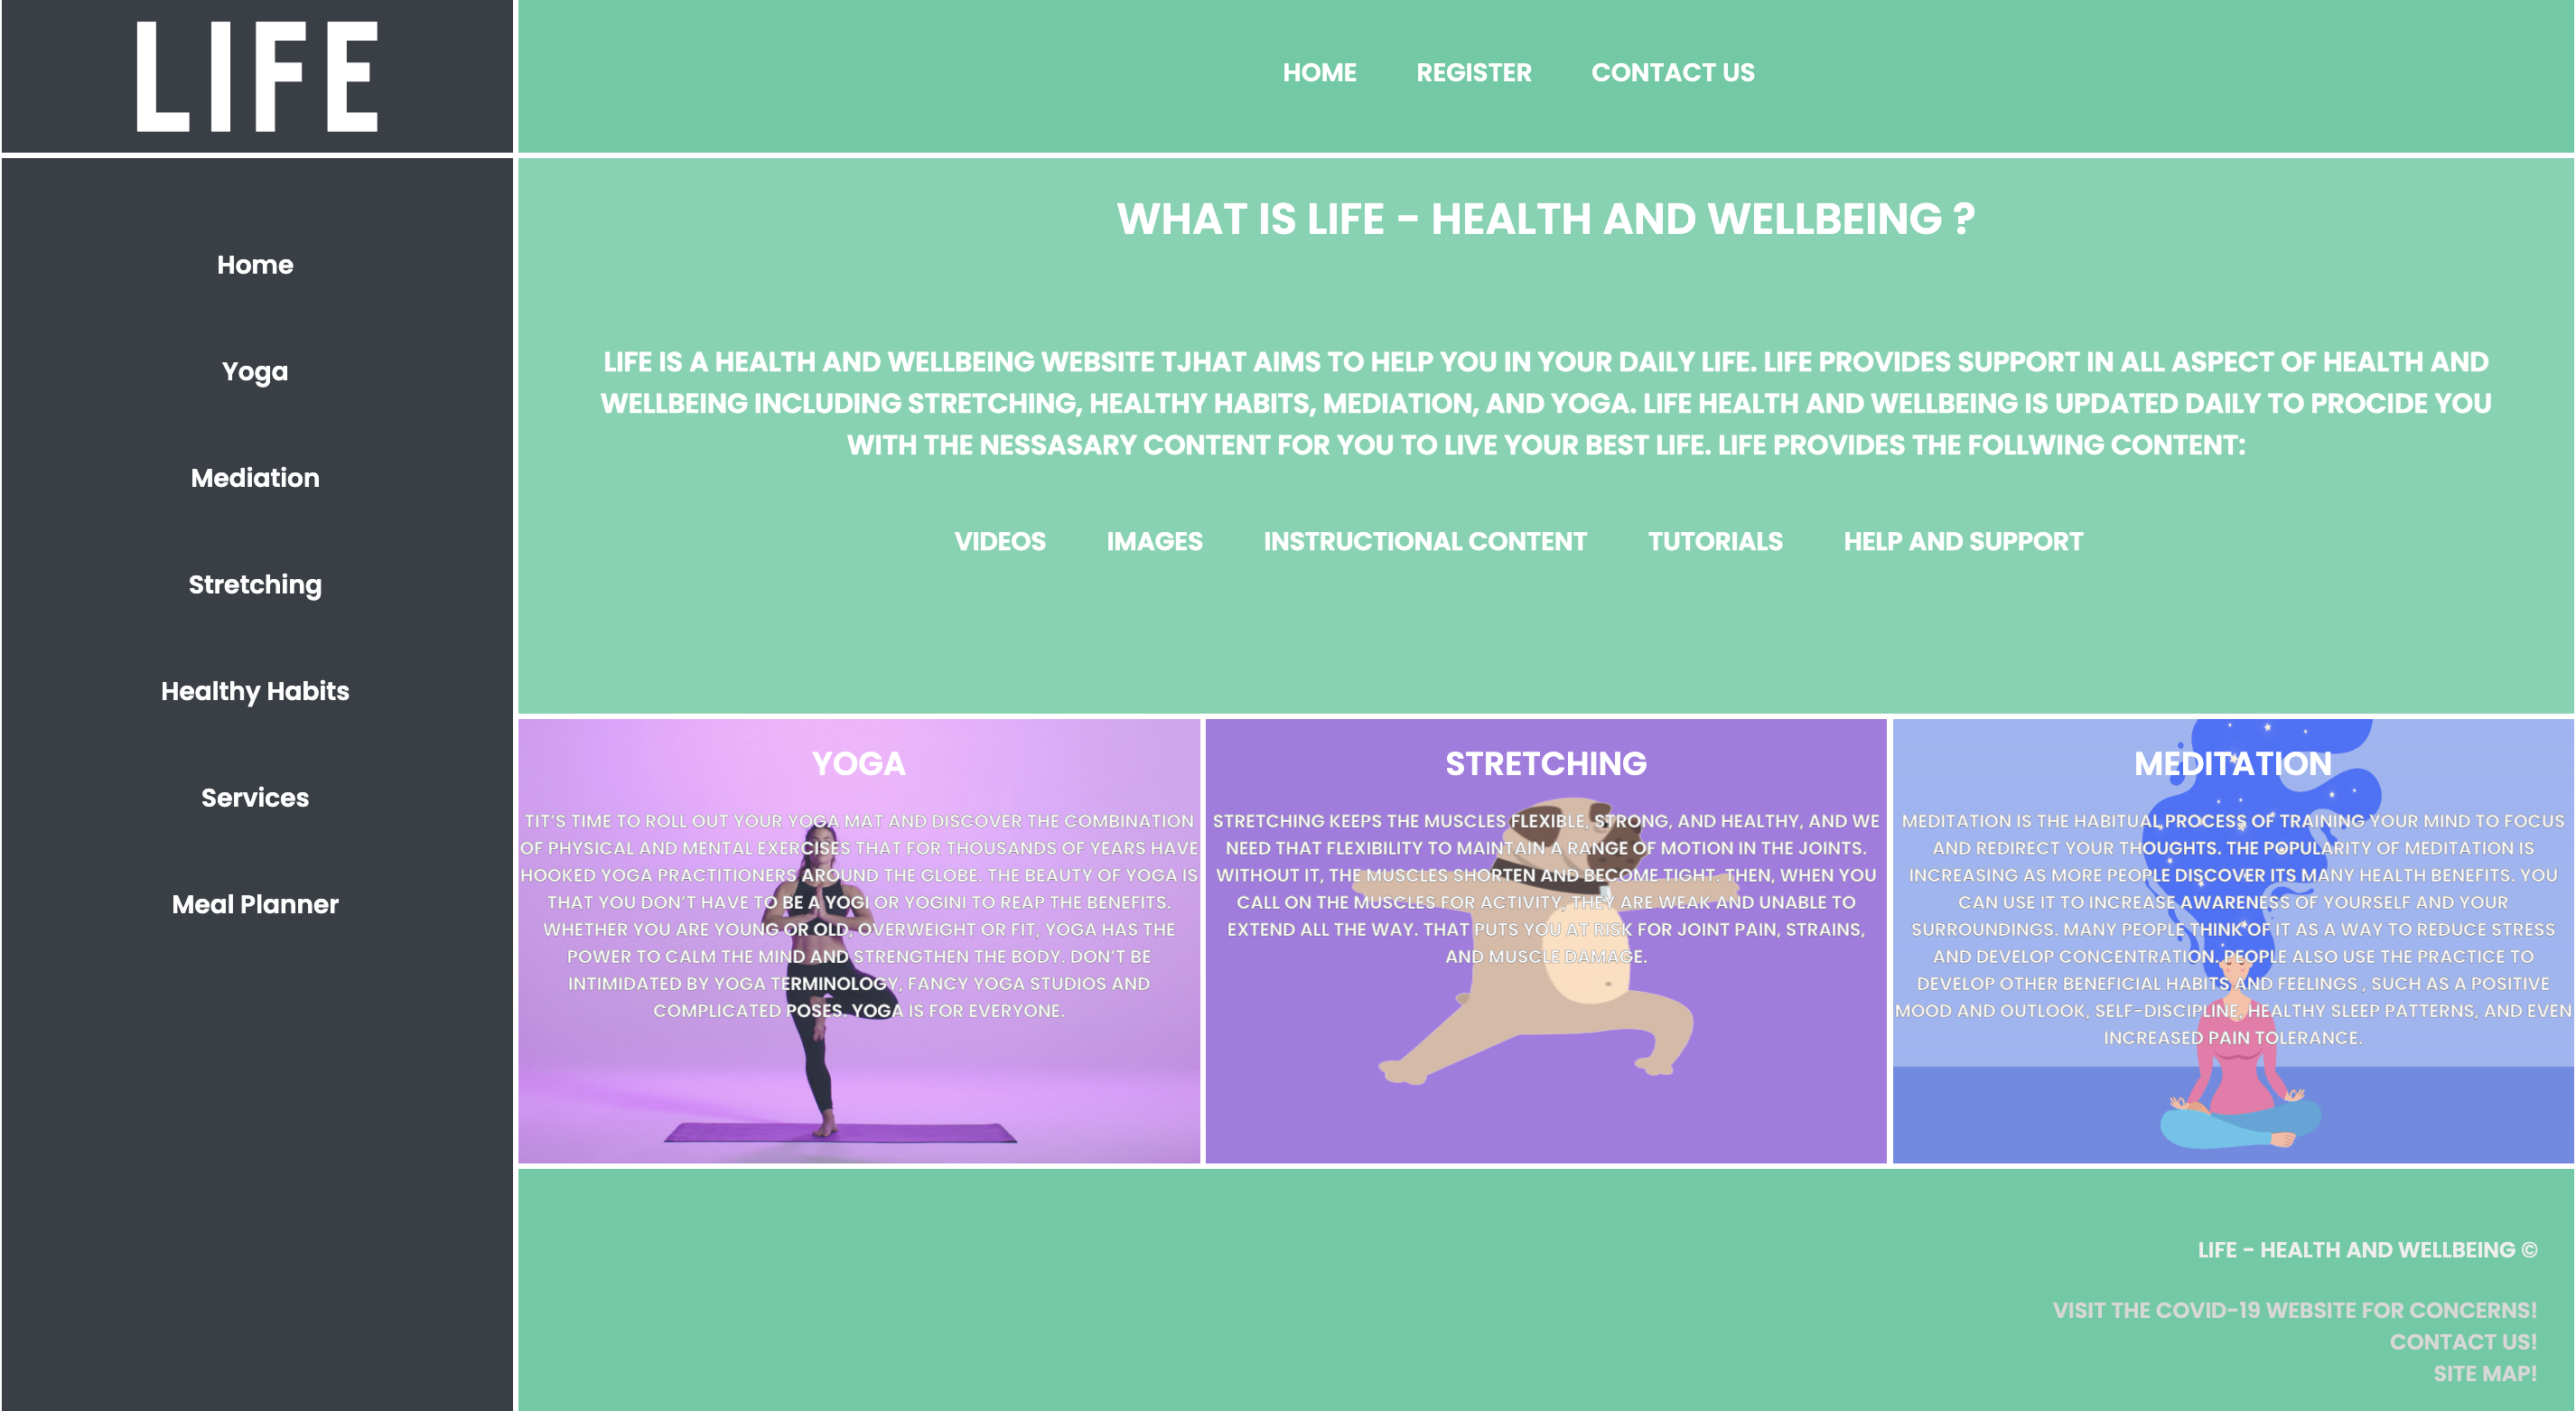 LIFE
HOME REGISTER CONTACT US
Home
Yoga
Mediation
Stretching
Healthy Habits
Services
Meal Planner
WHAT IS LIFE - HEALTH AND WELLBEING ?
LIFE IS A HEALTH AND WELLBEING WEBSITE TJHAT AIMS TO HELP YOU IN YOUR DAILY LIFE. LIFE PROVIDES SUPPORT IN ALL ASPECT OF HEALTH AND
WELLBEING INCLUDING STRETCHING, HEALTHY HABITS, MEDIATION, AND YOGA. LIFE HEALTH AND WELLBEING IS UPDATED DAILY TO PROCIDE YOU
WITH THE NESSASARY CONTENT FOR YOU TO LIVE YOUR BEST LIFE. LIFE PROVIDES THE FOLLWING CONTENT:
VIDEOS IMAGES INSTRUCTIONAL CONTENT TUTORIALS HELP AND SUPPORT
YOGA
TIT'S TIME TO ROLL OUT YOUR YOGA MAT AND DISCOVER THE COMBINATION
OF PHYSICAL AND MENTAL EXERCISES THAT FOR THOUSANDS OF YEARS HAVE
HOOKED YOGA PRACTITIONERS AROUND THE GLOBE. THE BEAUTY OF YOGA IS
THAT YOU DON'T HAVE TO BE A YOGI OR YOGINI TO REAP THE BENEFITS.
WHETHER YOU ARE YOUNG OR OLD, OVERWEIGHT OR FIT, YOGA HAS THE
POWER TO CALM THE MIND AND STRENGTHEN THE BODY. DON'T BE
INTIMIDATED BY YOGA TERMINOLOGY, FANCY YOGA STUDIOS AND
COMPLICATED POSES. YOGA IS FOR EVERYONE.
STRETCHING
STRETCHING KEEPS THE MUSCLES FLEXIBLE, STRONG, AND HEALTHY, AND WE
NEED THAT FLEXIBILITY TO MAINTAIN A RANGE OF MOTION IN THE JOINTS.
WITHOUT IT, THE MUSCLES SHORTEN AND BECOME TIGHT. THEN, WHEN YOU
CALL ON THE MUSCLES FOR ACTIVITY, THEY ARE WEAK AND UNABLE TO
EXTEND ALL THE WAY. THAT PUTS YOU AT RISK FOR JOINT PAIN, STRAINS,
AND MUSCLE DAMAGE.
MEDITATION
MEDITATION IS THE HABITUAL PROCESS OF TRAINING YOUR MIND TO FOCUS
AND REDIRECT YOUR THOUGHTS. THE POPULARITY OF MEDITATION IS
INCREASING AS MORE PEOPLE DISCOVER ITS MANY HEALTH BENEFITS. YOU
CAN USE IT TO INCREASE AWARENESS OF YOURSELF AND YOUR
SURROUNDINGS. MANY PEOPLE THINK OF IT AS A WAY TO REDUCE STRESS
AND DEVELOP CONCENTRATION. PEOPLE ALSO USE THE PRACTICE TO
DEVELOP OTHER BENEFICIAL HABITS AND FEELINGS , SUCH AS A POSITIVE
MOOD AND OUTLOOK, SELF-DISCIPLINE, HEALTHY SLEEP PATTERNS, AND EVEN
INCREASED PAIN TOLERANCE.
LIFE - HEALTH AND WELLBEING ©
VISIT THE COVID-19 WEBSITE FOR CONCERNS!
CONTACT US!
SITE MAP!